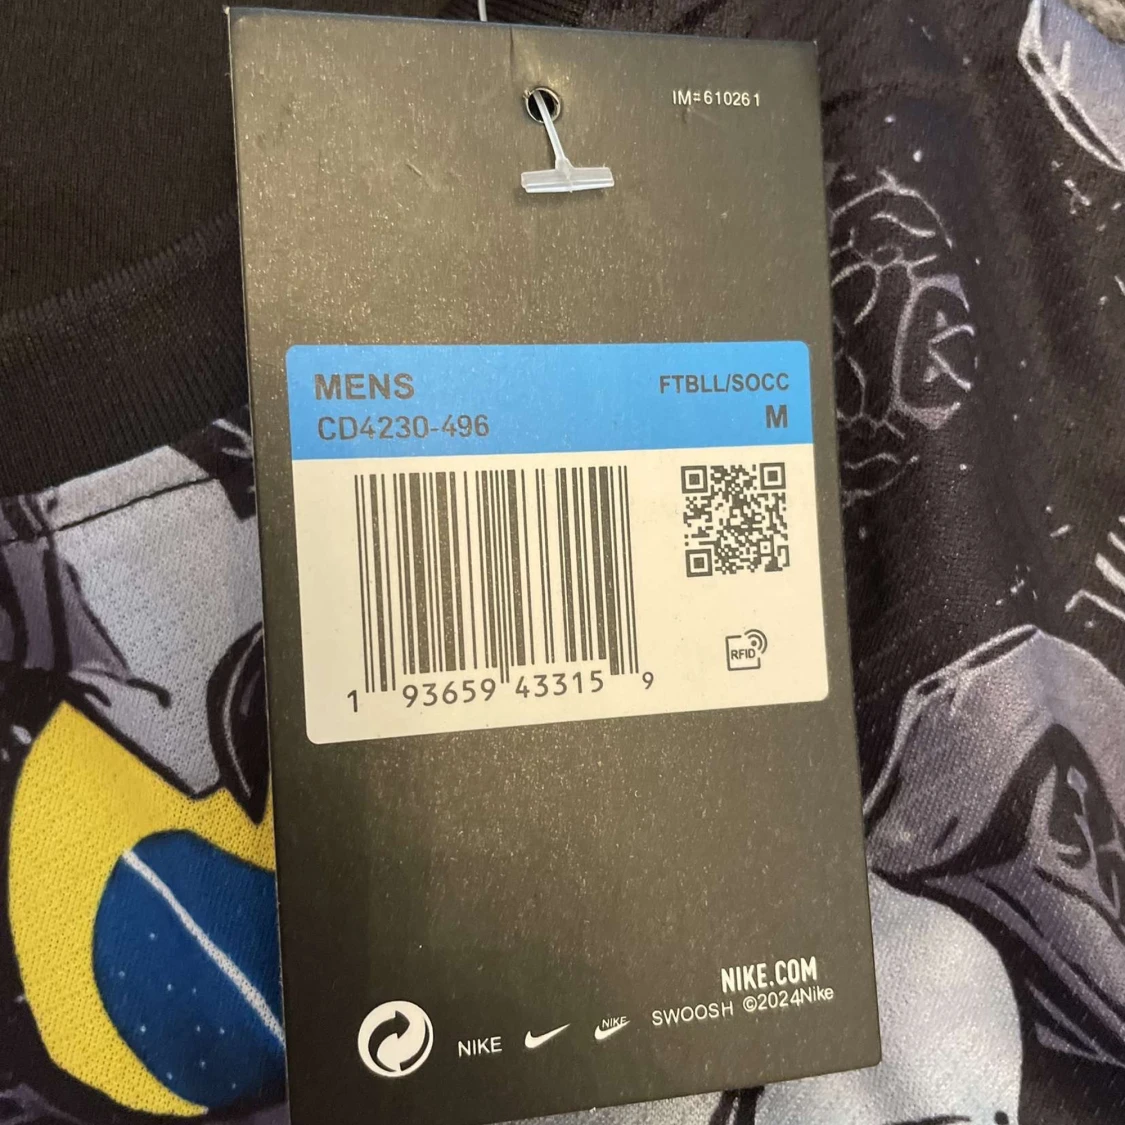 IM#610261
MENS FTBLL/SOCC
CD4230-496 M
1 93659 43315 9
RFID
NIKE.COM
NIKE NIKE SWOOSH ©2024Nike